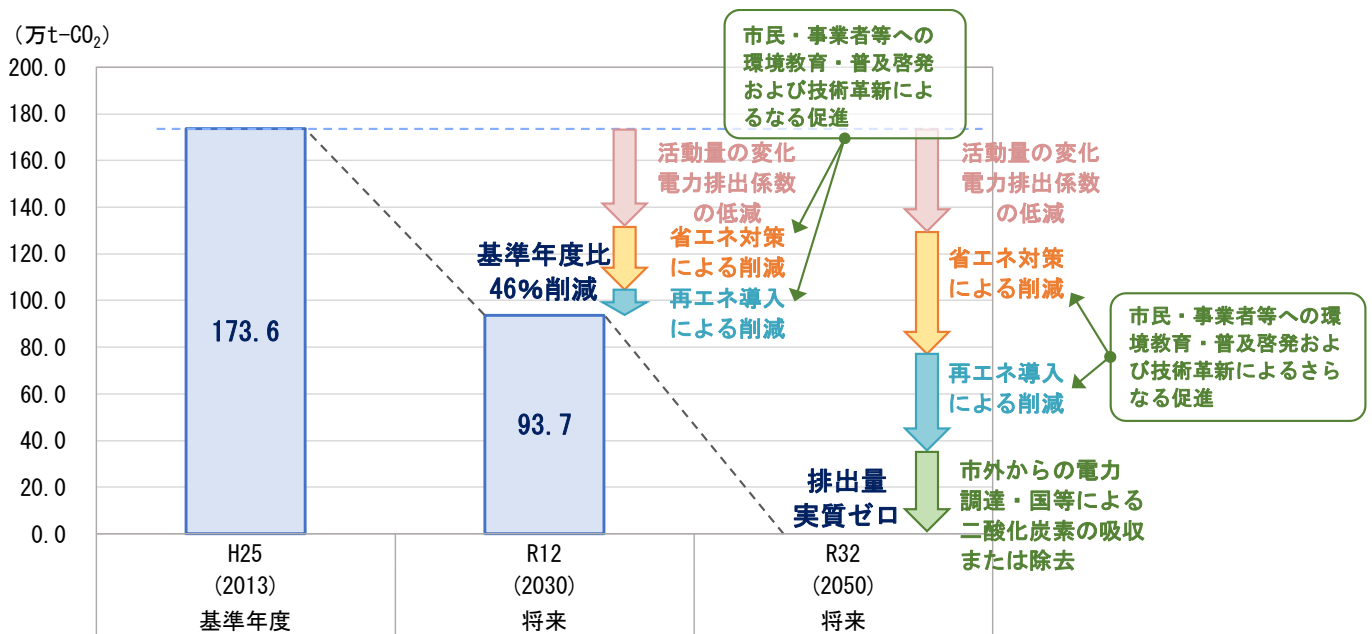 （万t-CO₂）
200.0
180.0
160.0
140.0
120.0
100.0
80.0
60.0
40.0
20.0
0.0
173.6
基準年度比
46%削減
93.7
排出量
実質ゼロ
市民・事業者等への
環境教育・普及啓発
および技術革新によ
るなる促進
活動量の変化
電力排出係数
の低減
省エネ対策
による削減
再エネ導入
による削減
活動量の変化
電力排出係数
の低減
省エネ対策
による削減
再エネ導入
による削減
市外からの電力
調達・国等による
二酸化炭素の吸収
または除去
市民・事業者等への環
境教育・普及啓発およ
び技術革新によるさら
なる促進
H25
(2013)
基準年度
R12
(2030)
将来
R32
(2050)
将来